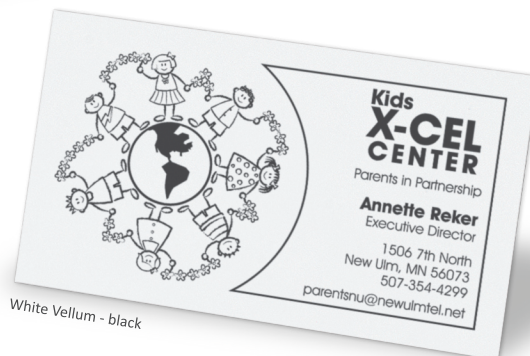 Kids
X-CEL
CENTER
Parents in Partnership
Annette Reker
Executive Director
1506 7th North
New Ulm, MN 56073
507-354-4299
parentsnu@newulmtel.net
White Vellum - black